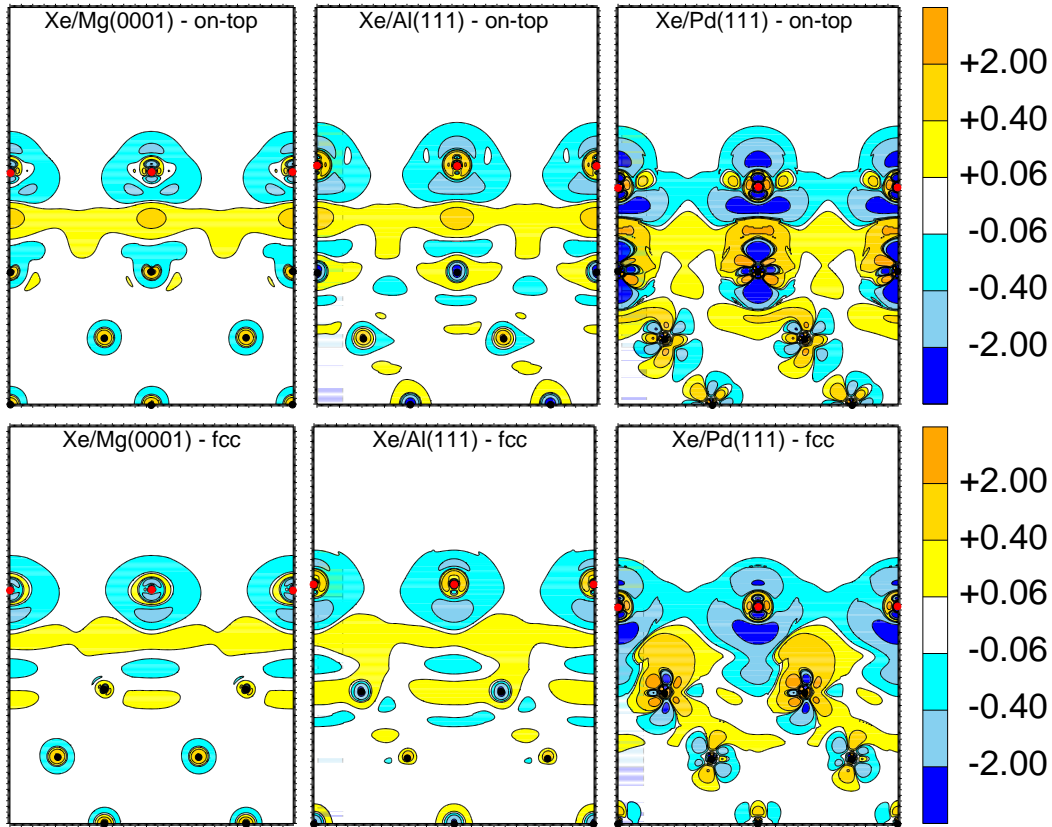 Xe/Mg(0001) - on-top
Xe/Al(111) - on-top
Xe/Pd(111) - on-top
+2.00
+0.40
+0.06
-0.06
-0.40
-2.00
Xe/Mg(0001) - fcc
Xe/Al(111) - fcc
Xe/Pd(111) - fcc
+2.00
+0.40
+0.06
-0.06
-0.40
-2.00